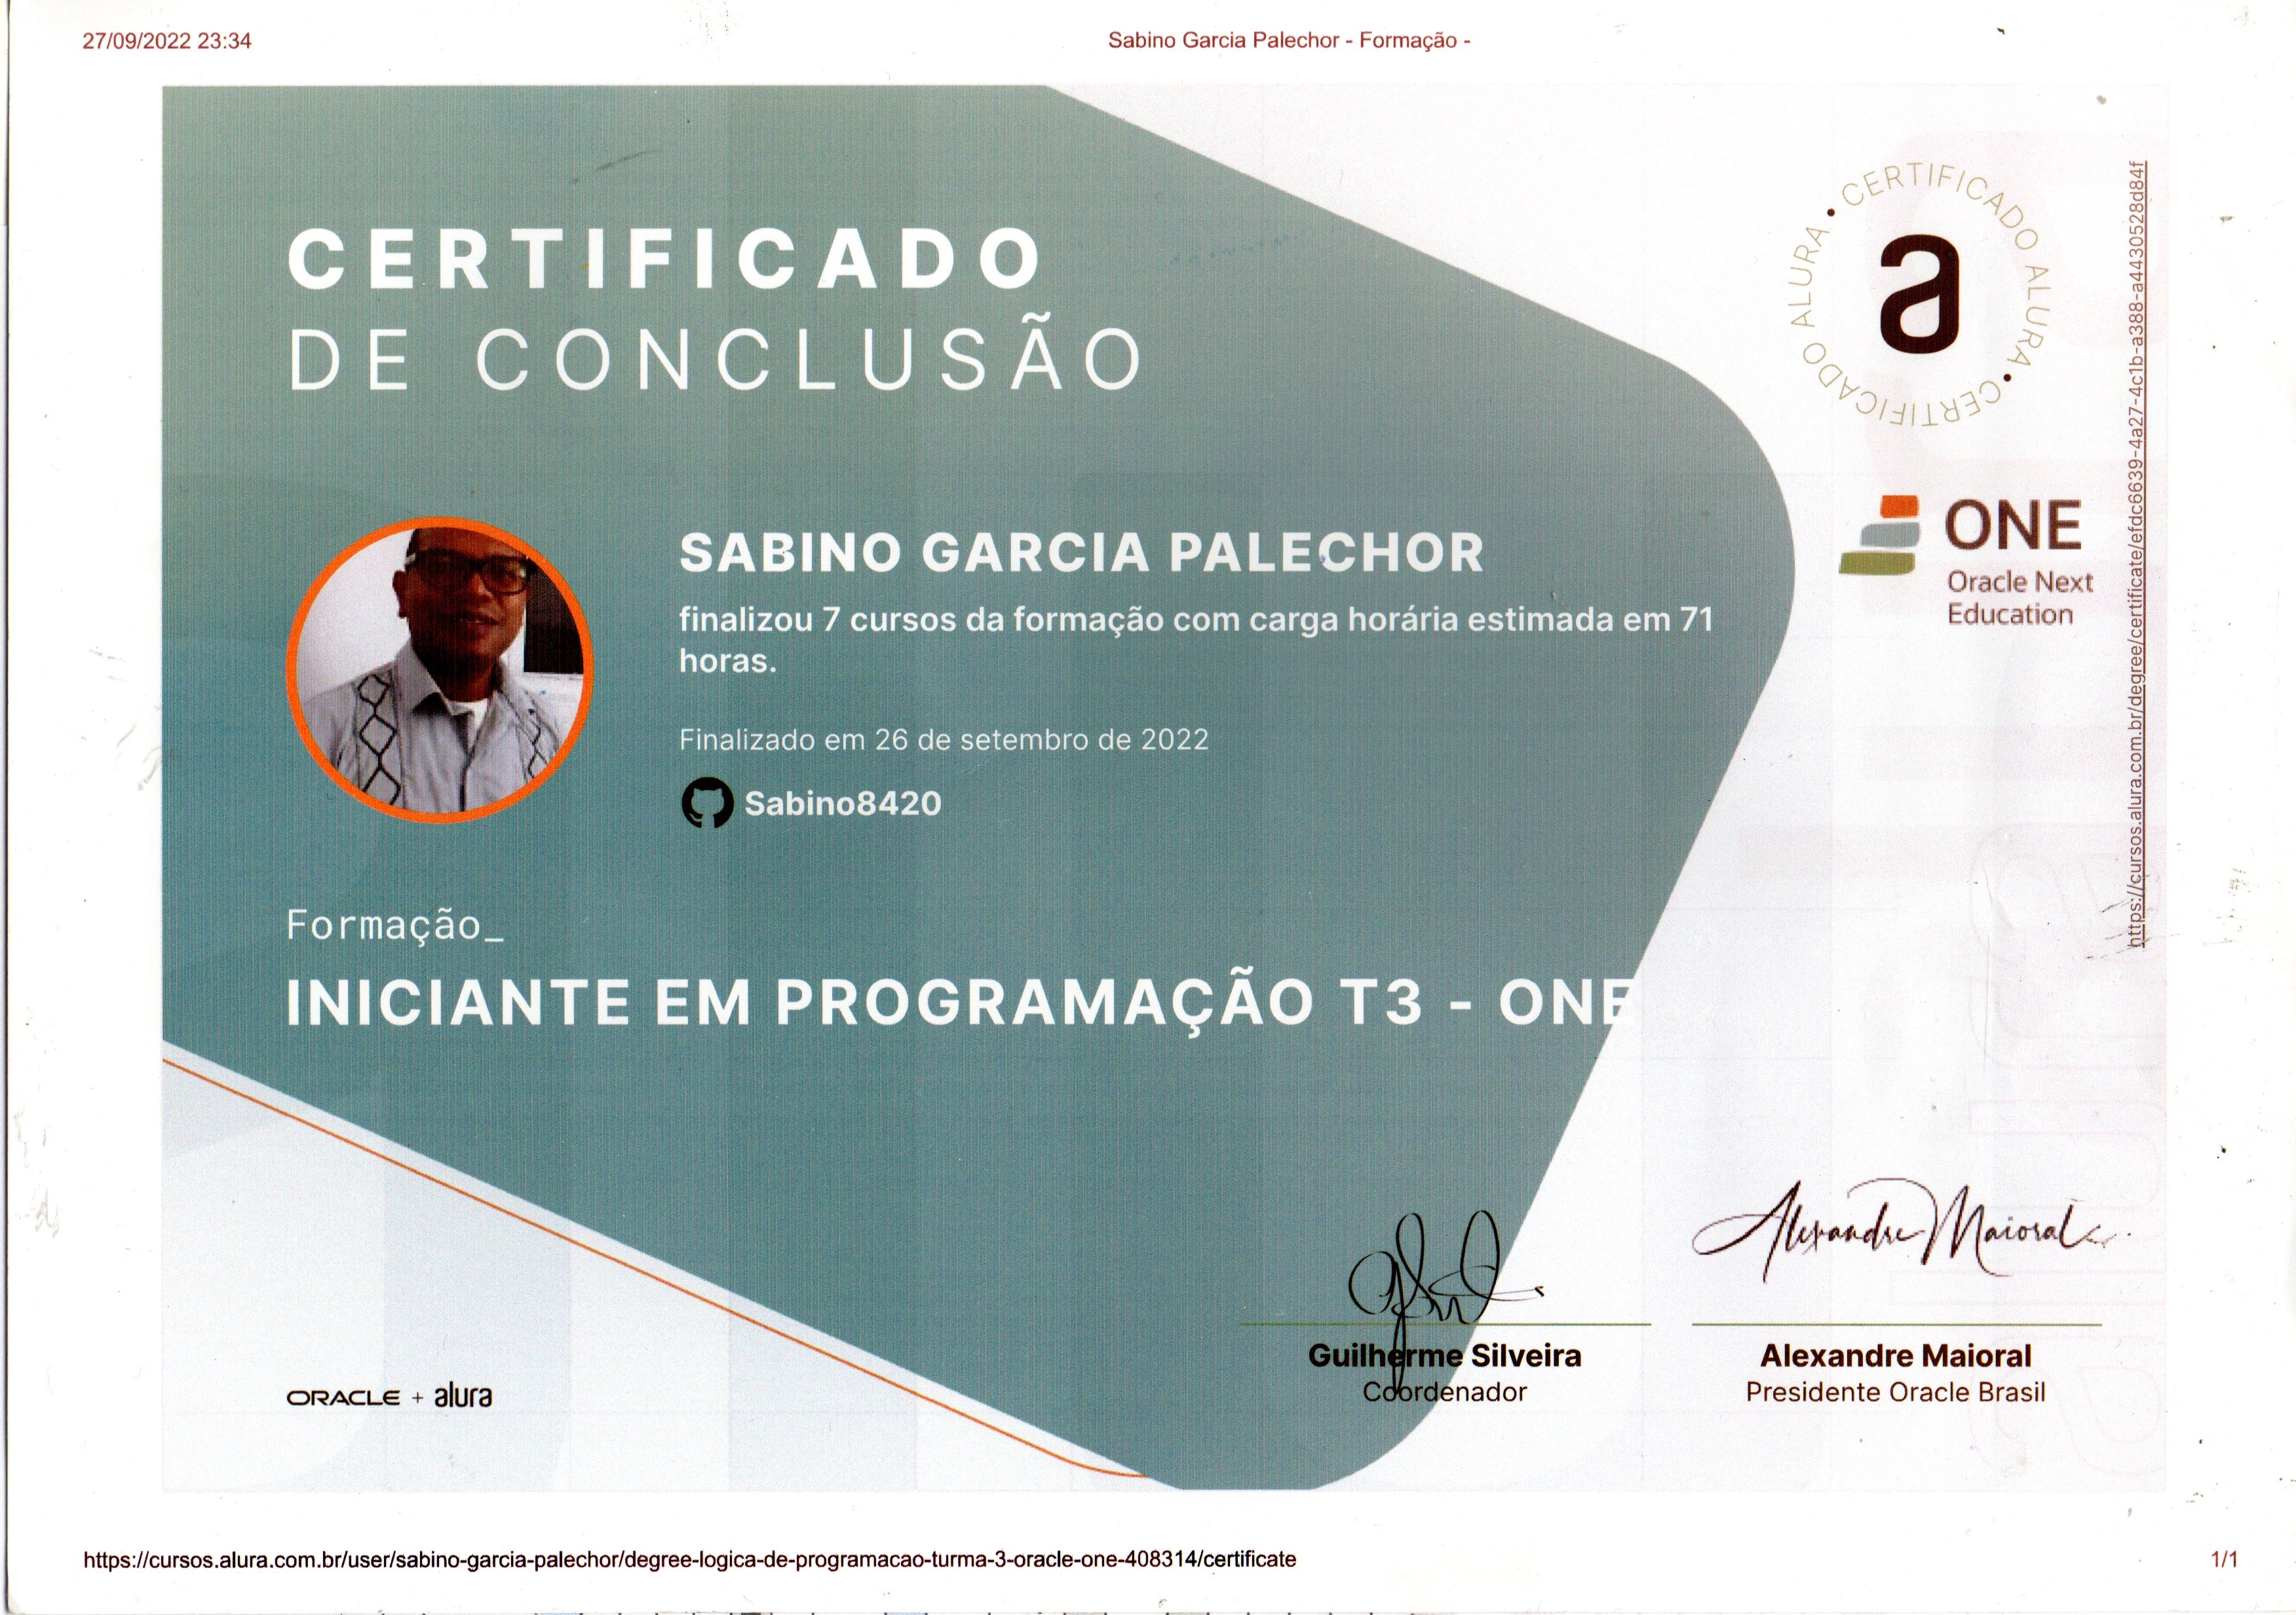 27/09/2022 23:34
Sabino Garcia Palechor - Formação -
CERTIFICADO
DE CONCLUSÃO
CERTIFICADO ALURA • CERTIFICADO ALURA •
a
https://cursos.alura.com.br/degree/certificate/efdc6639-4a27-4c1b-a388-a4430528d84f
ONE
Oracle Next
Education
SABINO GARCIA PALECHOR
finalizou 7 cursos da formação com carga horária estimada em 71
horas.
Finalizado em 26 de setembro de 2022
Sabino8420
Formação_
INICIANTE EM PROGRAMAÇÃO T3 - ONE
Alexandre Maioral
Guilherme Silveira
Coordenador
Alexandre Maioral
Presidente Oracle Brasil
ORACLE + alura
https://cursos.alura.com.br/user/sabino-garcia-palechor/degree-logica-de-programacao-turma-3-oracle-one-408314/certificate
1/1